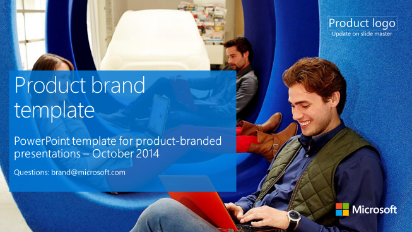 Product logo
Update on slide master
Product brand
template
PowerPoint template for product-branded
presentations – October 2014
Questions: brand@microsoft.com
Microsoft